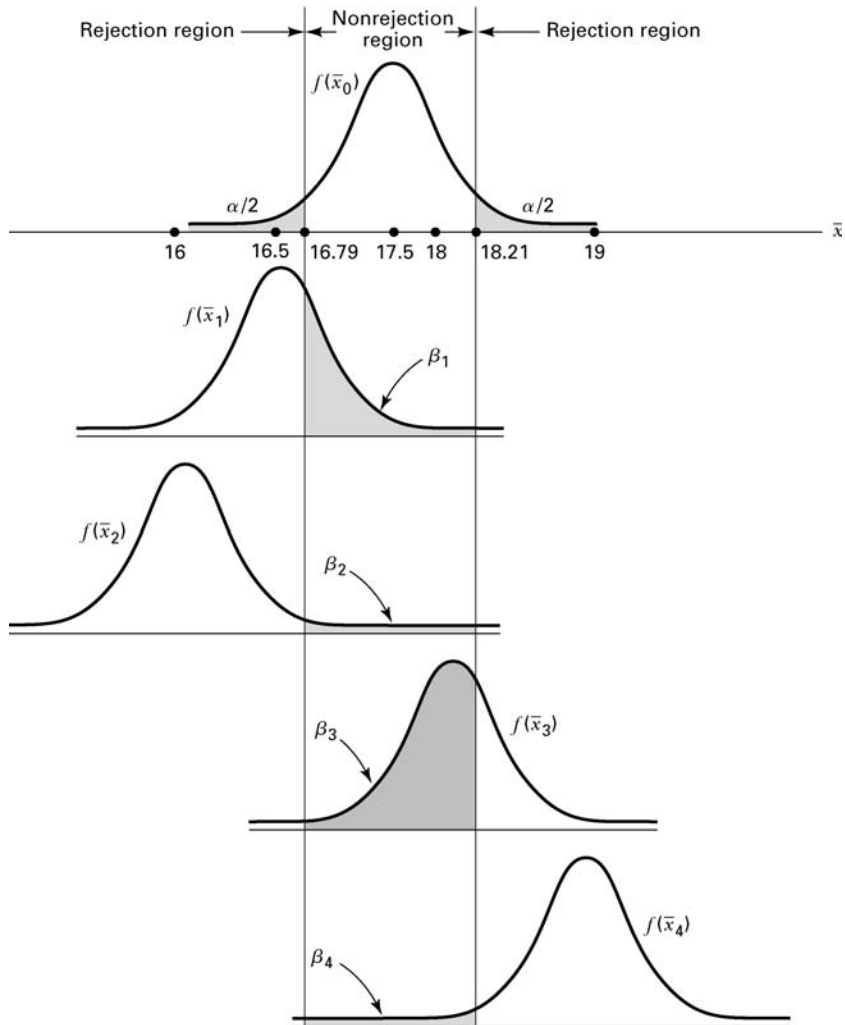 Rejection region Nonrejection region Rejection region
f(x̄₀)
α/2 α/2
x̄
16 16.5 16.79 17.5 18 18.21 19
f(x̄₁)
β₁
f(x̄₂)
β₂
β₃ f(x̄₃)
f(x̄₄)
β₄